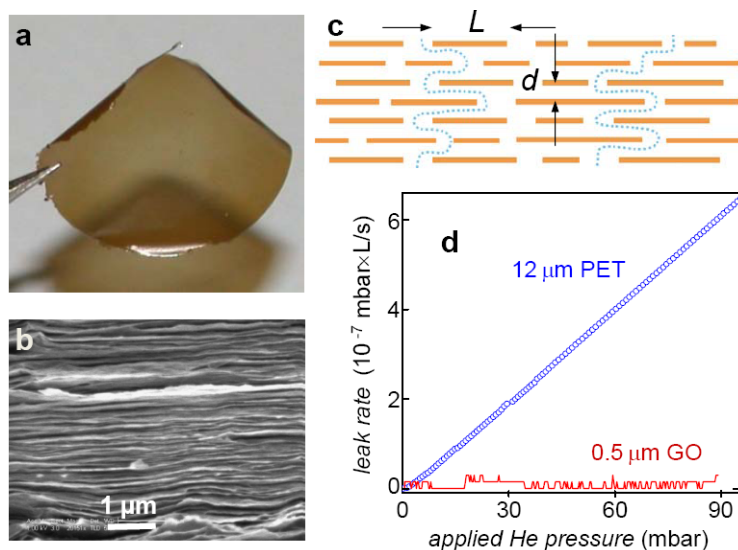 a
b
1 µm
c
L
d
d
6
4
2
0
0
30
60
90
leak rate (10 -7 mbar×L/s)
12 µm PET
0.5 µm GO
applied He pressure (mbar)